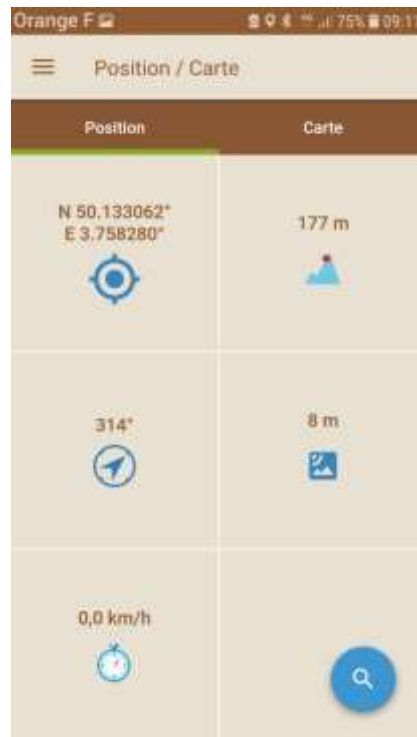 Orange F
75% 09:1
Position / Carte
Position
Carte
N 50.133062°
E 3.758280°
177 m
314°
8 m
0,0 km/h